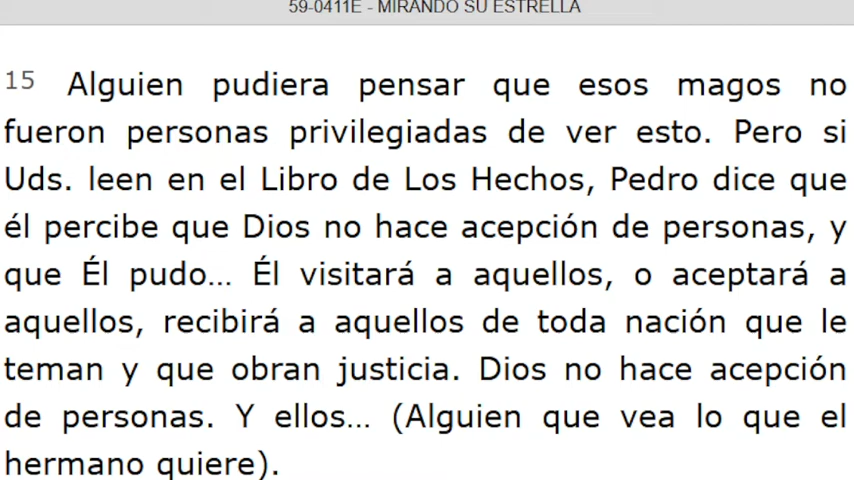 59-0411E - MIRANDO SU ESTRELLA
15 Alguien pudiera pensar que esos magos no
fueron personas privilegiadas de ver esto. Pero si
Uds. leen en el Libro de Los Hechos, Pedro dice que
él percibe que Dios no hace acepción de personas, y
que Él pudo... Él visitará a aquellos, o aceptará a
aquellos, recibirá a aquellos de toda nación que le
teman y que obran justicia. Dios no hace acepción
de personas. Y ellos... (Alguien que vea lo que el
hermano quiere).